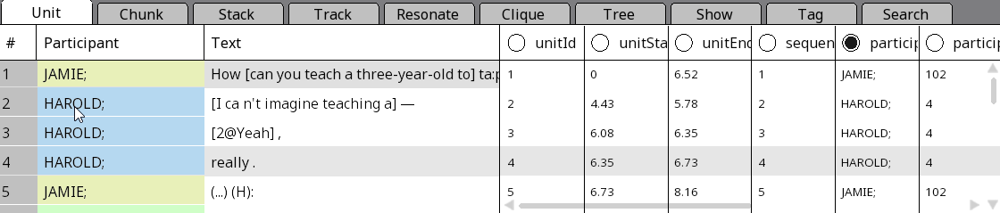 Unit Chunk Stack Track Resonate Clique Tree Show Tag Search
# Participant Text unitId unitSta unitEnd sequen particip particip
1 JAMIE; How [can you teach a three-year-old to] ta:p 1 0 6.52 1 JAMIE; 102
2 HAROLD; [I ca n't imagine teaching a] — 2 4.43 5.78 2 HAROLD; 4
3 HAROLD; [2@Yeah] , 3 6.08 6.35 3 HAROLD; 4
4 HAROLD; really . 4 6.35 6.73 4 HAROLD; 4
5 JAMIE; (...) (H): 5 6.73 8.16 5 JAMIE; 102